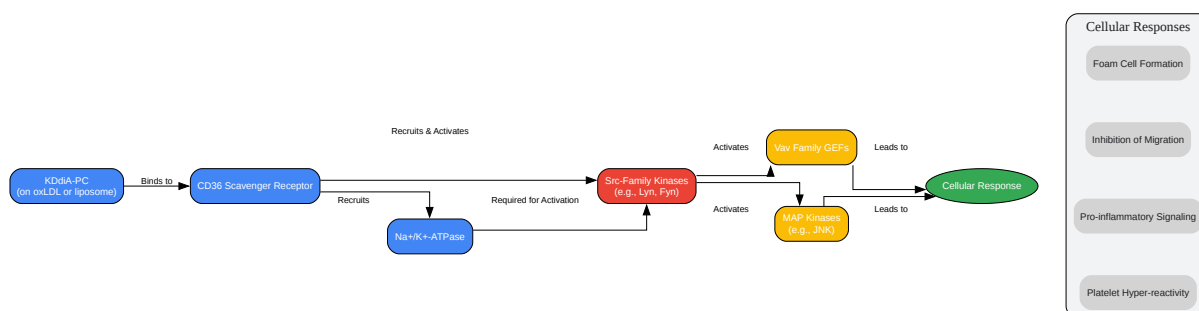 Cellular Responses
Foam Cell Formation
Recruits & Activates
Inhibition of Migration
Activates
Vav Family GEFs
Leads to
KDdiA-PC
(on oxLDL or liposome)
Binds to
CD36 Scavenger Receptor
Src-Family Kinases
(e.g., Lyn, Fyn)
Cellular Response
Recruits
Required for Activation
Activates
MAP Kinases
(e.g., JNK)
Leads to
Pro-inflammatory Signaling
Na+/K+-ATPase
Platelet Hyper-reactivity